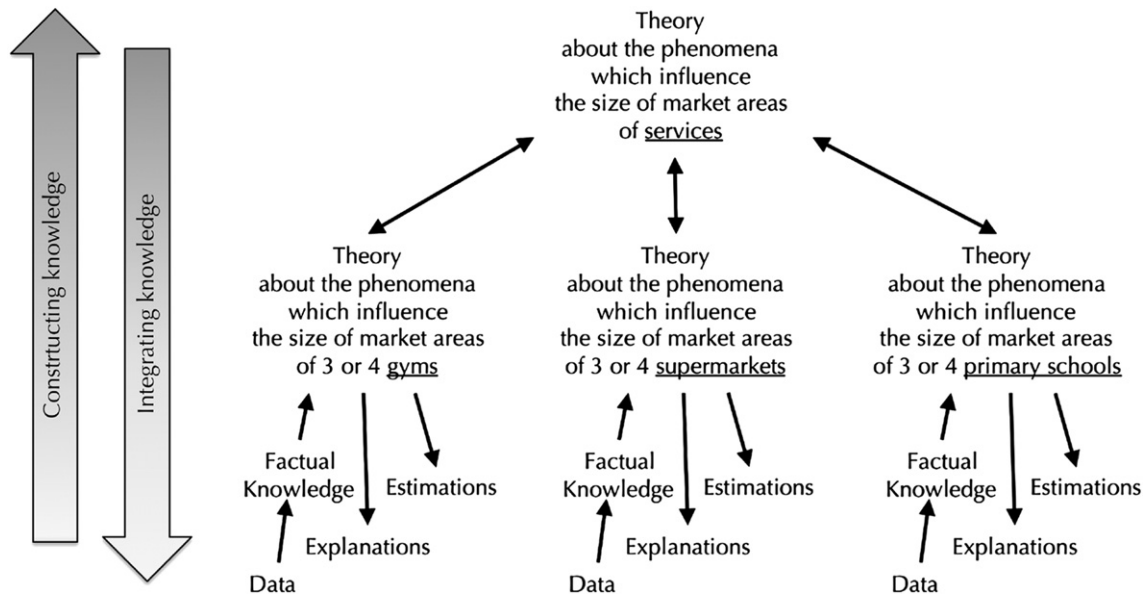 Constructing knowledge
Integrating knowledge
Theory
about the phenomena
which influence
the size of market areas
of services
Theory
about the phenomena
which influence
the size of market areas
of 3 or 4 gyms
Theory
about the phenomena
which influence
the size of market areas
of 3 or 4 supermarkets
Theory
about the phenomena
which influence
the size of market areas
of 3 or 4 primary schools
Factual
Knowledge
Estimations
Explanations
Data
Factual
Knowledge
Estimations
Explanations
Data
Factual
Knowledge
Estimations
Explanations
Data